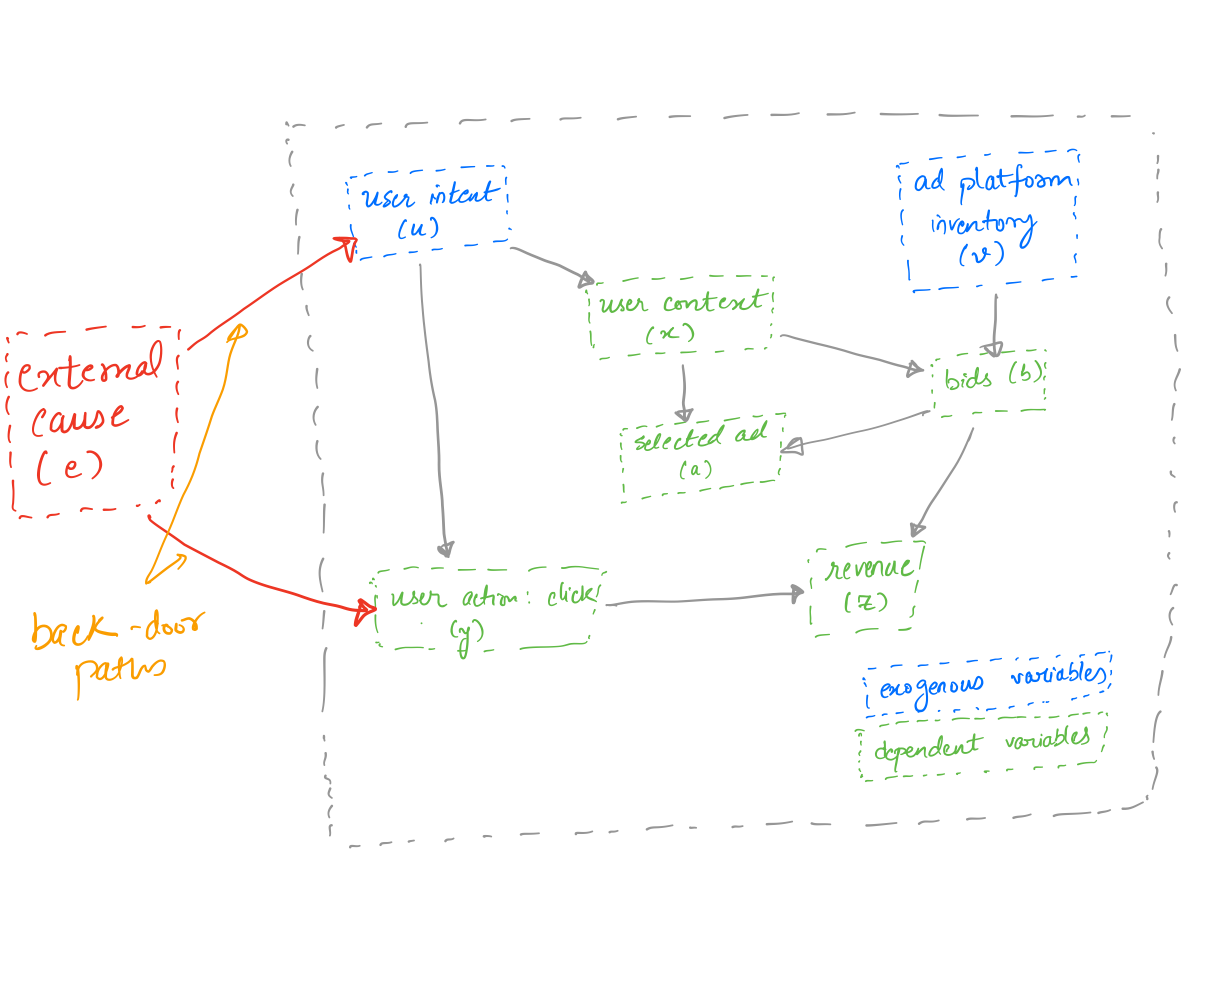 user intent
(u)
ad platform
inventory
(v)
user context
(x)
external
cause
(e)
bids (b)
selected ad
(a)
revenue
(z)
user action: click
(y)
back-door
paths
exogenous variables
dependent variables